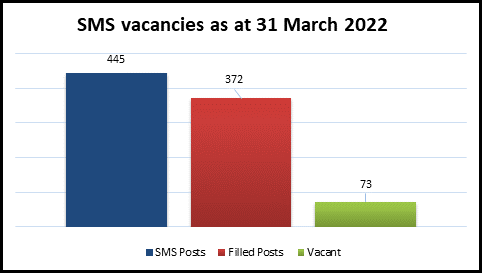 SMS vacancies as at 31 March 2022
445
372
73
SMS Posts Filled Posts Vacant